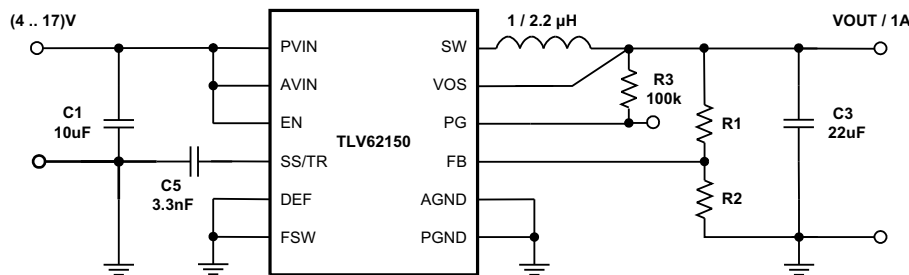 (4 .. 17)V
1 / 2.2 µH
VOUT / 1A
PVIN
SW
AVIN
VOS
R3
100k
C1
10uF
EN
PG
R1
C3
22uF
TLV62150
SS/TR
FB
C5
3.3nF
DEF
AGND
R2
FSW
PGND